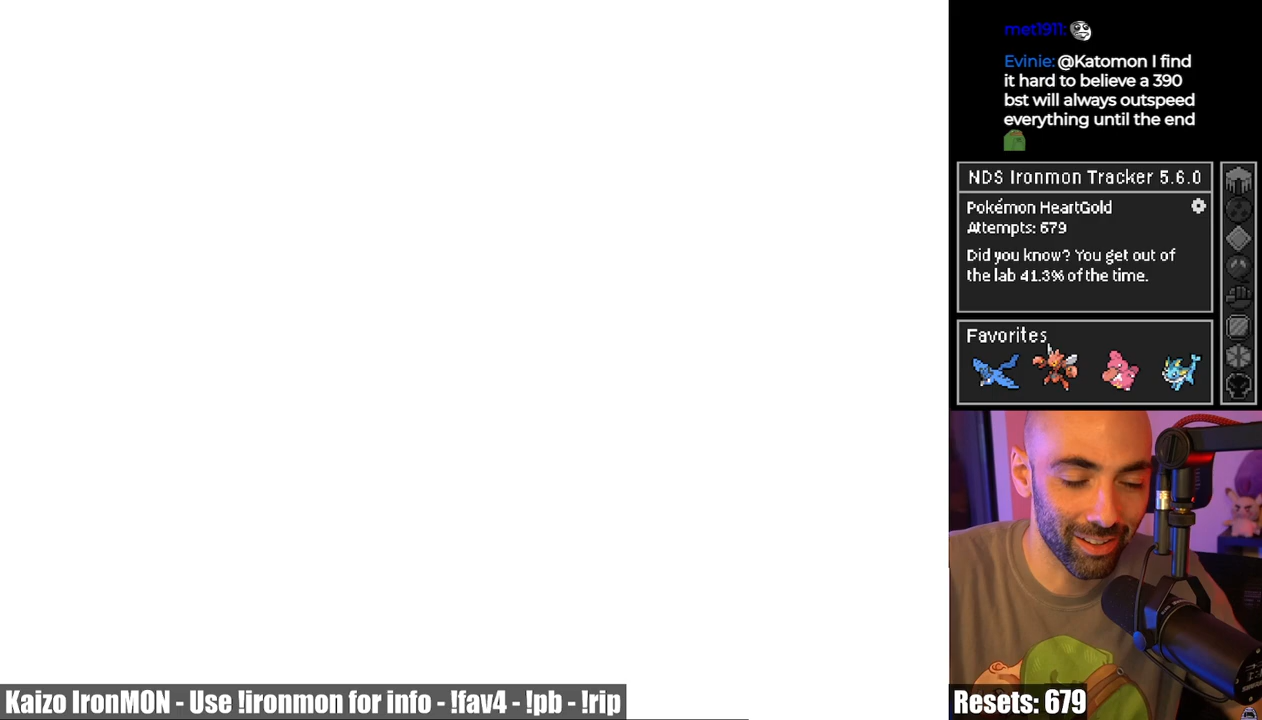 met1911:
Evinie: @Katomon I find
it hard to believe a 390
bst will always outspeed
everything until the end
NDS Ironmon Tracker 5.6.0
Pokémon HeartGold
Attempts: 679
Did you know? You get out of
the lab 41.3% of the time.
Favorites
Kaizo IronMON - Use !ironmon for info - !fav4 - !pb - !rip
Resets: 679